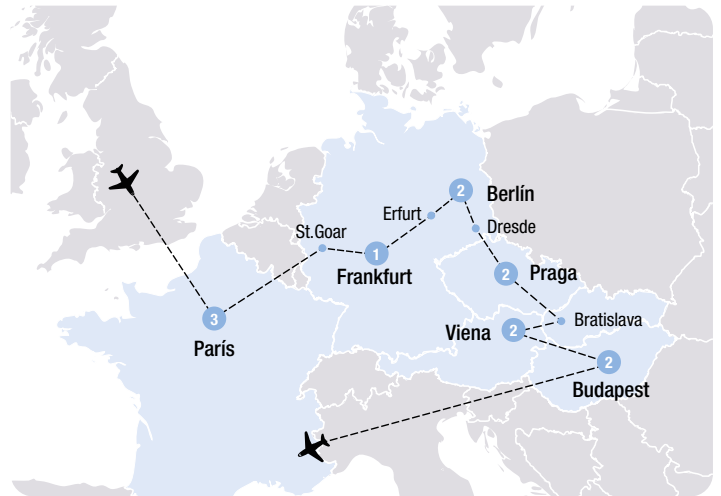 2
Berlín
Erfurt
Dresde
St.Goar
1
Frankfurt
2
Praga
3
París
Bratislava
Viena
2
2
Budapest